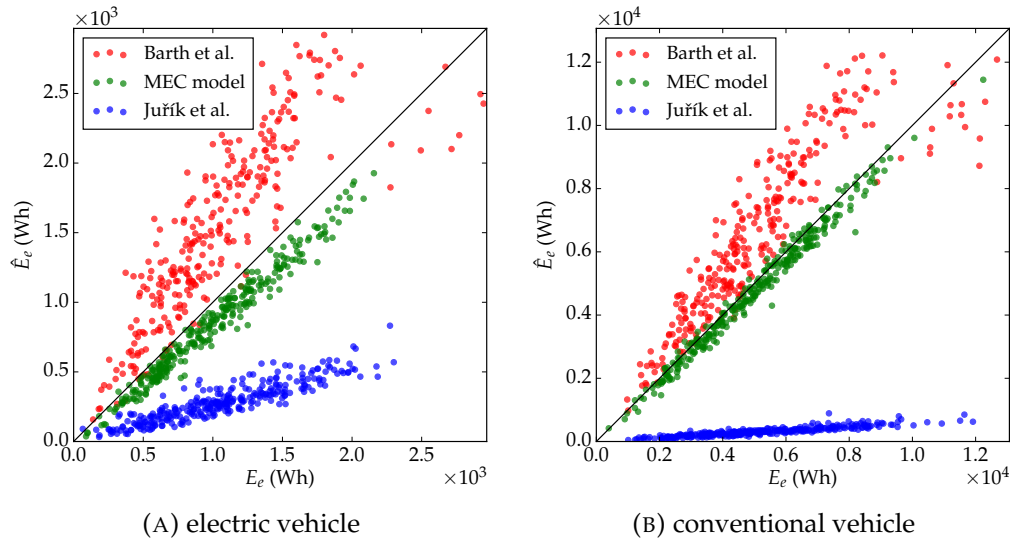 ×10³
Barth et al.
MEC model
Juřík et al.
2.5
2.0
1.5
1.0
0.5
0.0
Ê_e (Wh)
0.0 0.5 1.0 1.5 2.0 2.5
E_e (Wh)
×10³
(A) electric vehicle
×10⁴
Barth et al.
MEC model
Juřík et al.
1.2
1.0
0.8
0.6
0.4
0.2
0.0
Ê_e (Wh)
0.0 0.2 0.4 0.6 0.8 1.0 1.2
E_e (Wh)
×10⁴
(B) conventional vehicle